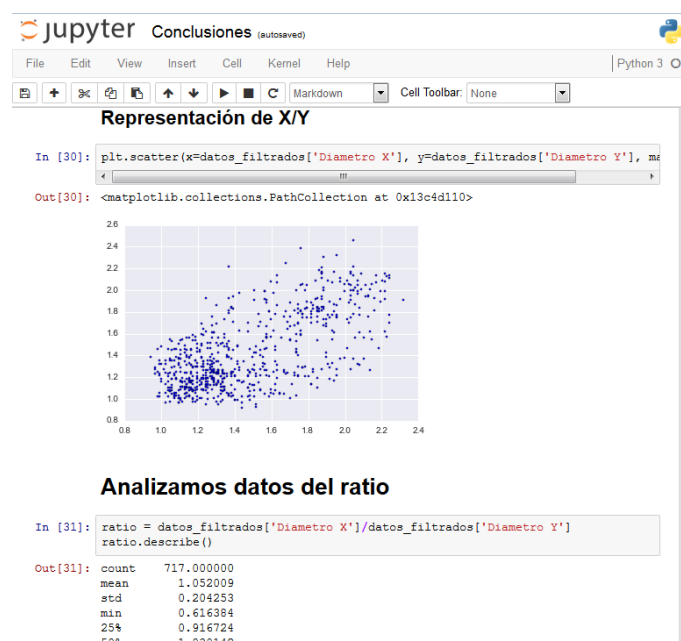 jupyter Conclusiones (autosaved)
File Edit View Insert Cell Kernel Help Python 3
Markdown Cell Toolbar: None
Representación de X/Y
In [30]: plt.scatter(x=datos_filtrados['Diametro X'], y=datos_filtrados['Diametro Y'], ma
Out[30]: <matplotlib.collections.PathCollection at 0x13c4d110>
2.6
2.4
2.2
2.0
1.8
1.6
1.4
1.2
1.0
0.8
0.8 1.0 1.2 1.4 1.6 1.8 2.0 2.2 2.4
Analizamos datos del ratio
In [31]: ratio = datos_filtrados['Diametro X']/datos_filtrados['Diametro Y']
ratio.describe()
Out[31]: count 717.000000
mean 1.052009
std 0.204253
min 0.616384
25% 0.916724